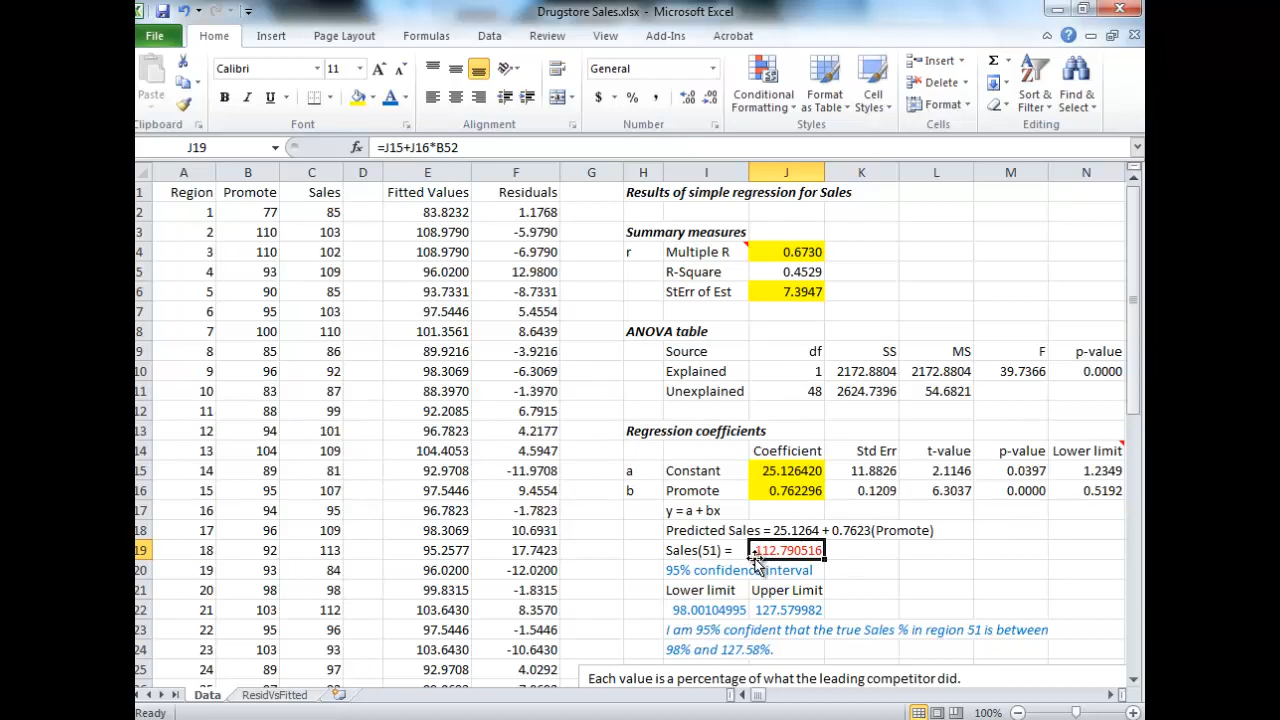 Drugstore Sales.xlsx - Microsoft Excel
File Home Insert Page Layout Formulas Data Review View Add-Ins Acrobat
Paste Calibri 11 General Conditional Formatting Format as Table Cell Styles Insert Delete Format Sort & Filter Find & Select
Clipboard Font Alignment Number Styles Cells Editing
J19 fx =J15+J16*B52
A B C D E F G H I J K L M N
1 Region Promote Sales Fitted Values Residuals Results of simple regression for Sales
2 1 77 85 83.8232 1.1768
3 2 110 103 108.9790 -5.9790 Summary measures
4 3 110 102 108.9790 -6.9790 r Multiple R 0.6730
5 4 93 109 96.0200 12.9800 R-Square 0.4529
6 5 90 85 93.7331 -8.7331 StErr of Est 7.3947
7 6 95 103 97.5446 5.4554
8 7 100 110 101.3561 8.6439 ANOVA table
9 8 85 86 89.9216 -3.9216 Source df SS MS F p-value
10 9 96 92 98.3069 -6.3069 Explained 1 2172.8804 2172.8804 39.7366 0.0000
11 10 83 87 88.3970 -1.3970 Unexplained 48 2624.7396 54.6821
12 11 88 99 92.2085 6.7915
13 12 94 101 96.7823 4.2177 Regression coefficients
14 13 104 109 104.4053 4.5947 Coefficient Std Err t-value p-value Lower limit
15 14 89 81 92.9708 -11.9708 a Constant 25.126420 11.8826 2.1146 0.0397 1.2349
16 15 95 107 97.5446 9.4554 b Promote 0.762296 0.1209 6.3037 0.0000 0.5192
17 16 94 95 96.7823 -1.7823 y = a + bx
18 17 96 109 98.3069 10.6931 Predicted Sales = 25.1264 + 0.7623(Promote)
19 18 92 113 95.2577 17.7423 Sales(51) = 112.790516
20 19 93 84 96.0200 -12.0200 95% confidence interval
21 20 98 98 99.8315 -1.8315 Lower limit Upper Limit
22 21 103 112 103.6430 8.3570 98.00104995 127.579982
23 22 95 96 97.5446 -1.5446 I am 95% confident that the true Sales % in region 51 is between
24 23 103 93 103.6430 -10.6430 98% and 127.58%.
25 24 89 97 92.9708 4.0292
Each value is a percentage of what the leading competitor did.
Data ResidVsFitted
Ready 100%